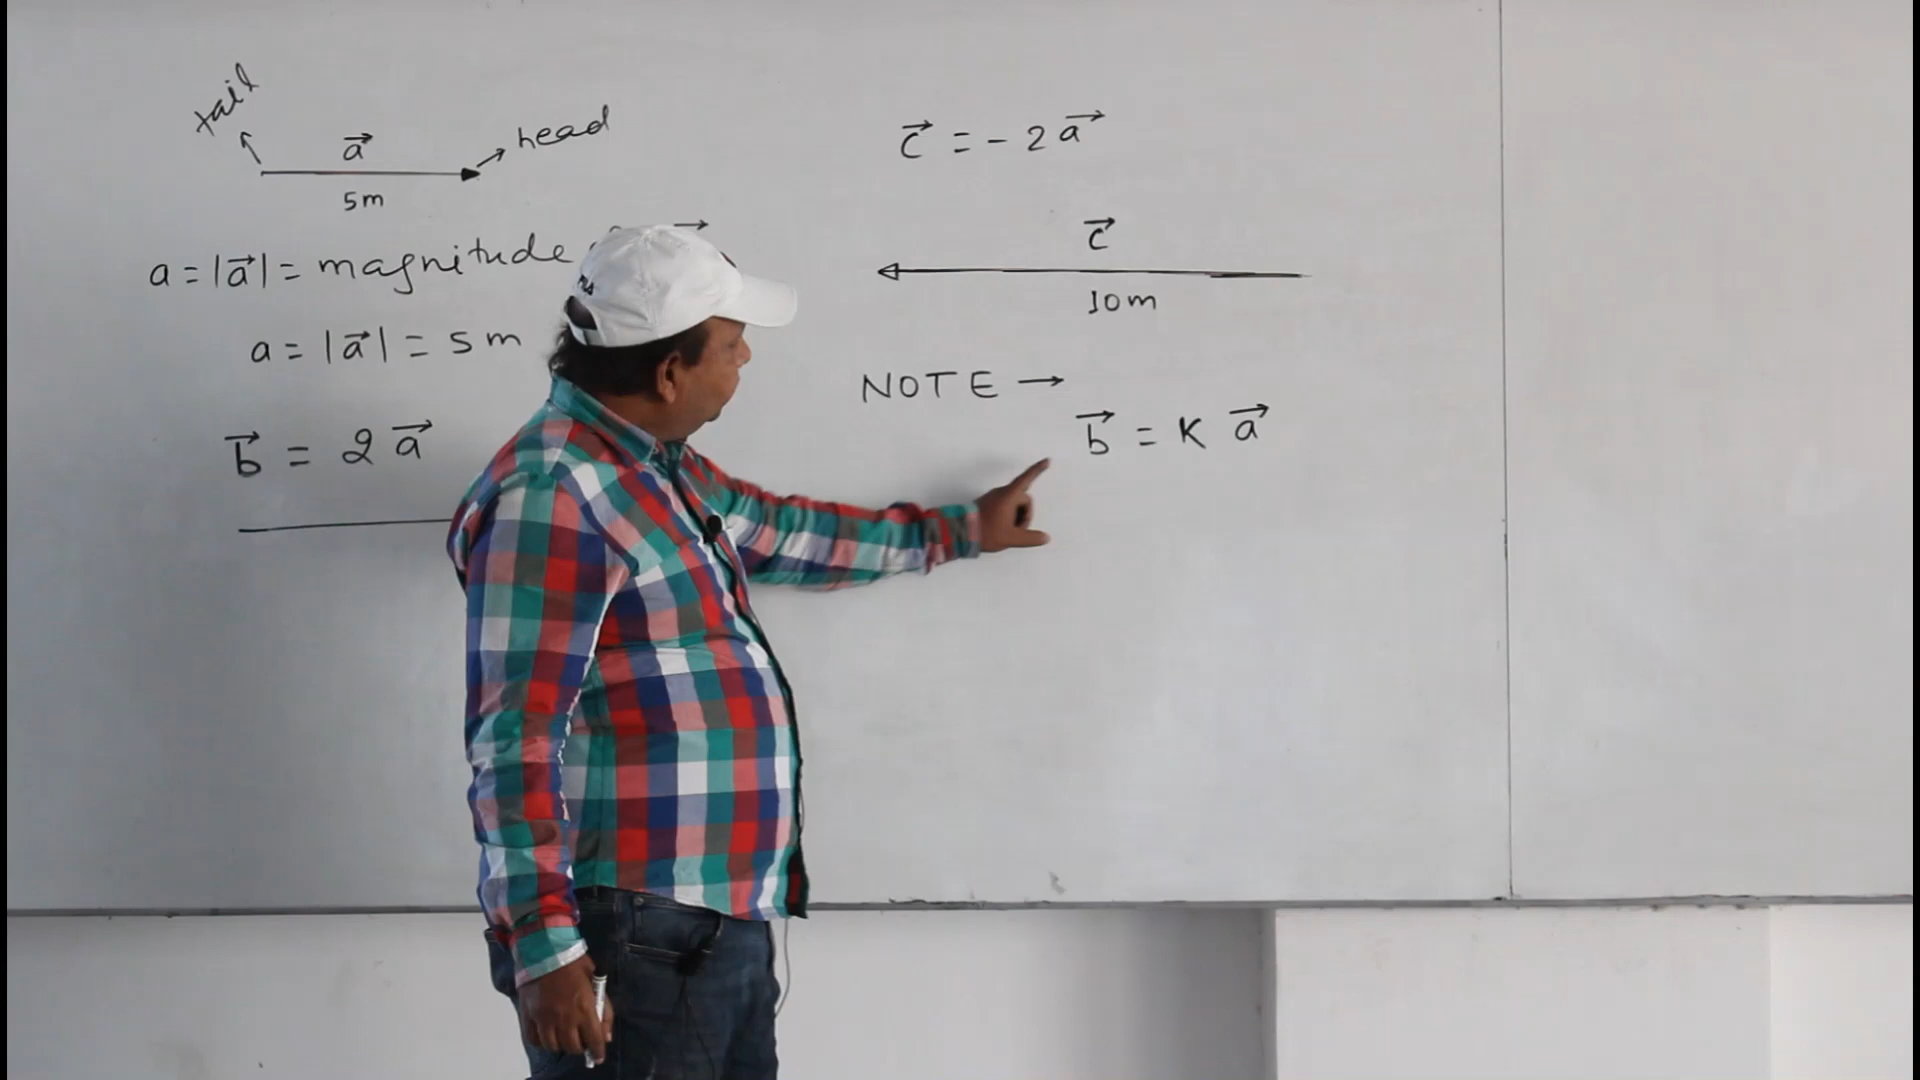 tail
a⃗
head
5m
a = |a⃗| = magnitude
a = |a⃗| = 5 m
b⃗ = 2 a⃗
c⃗ = - 2 a⃗
c⃗
10m
NOTE →
b⃗ = K a⃗